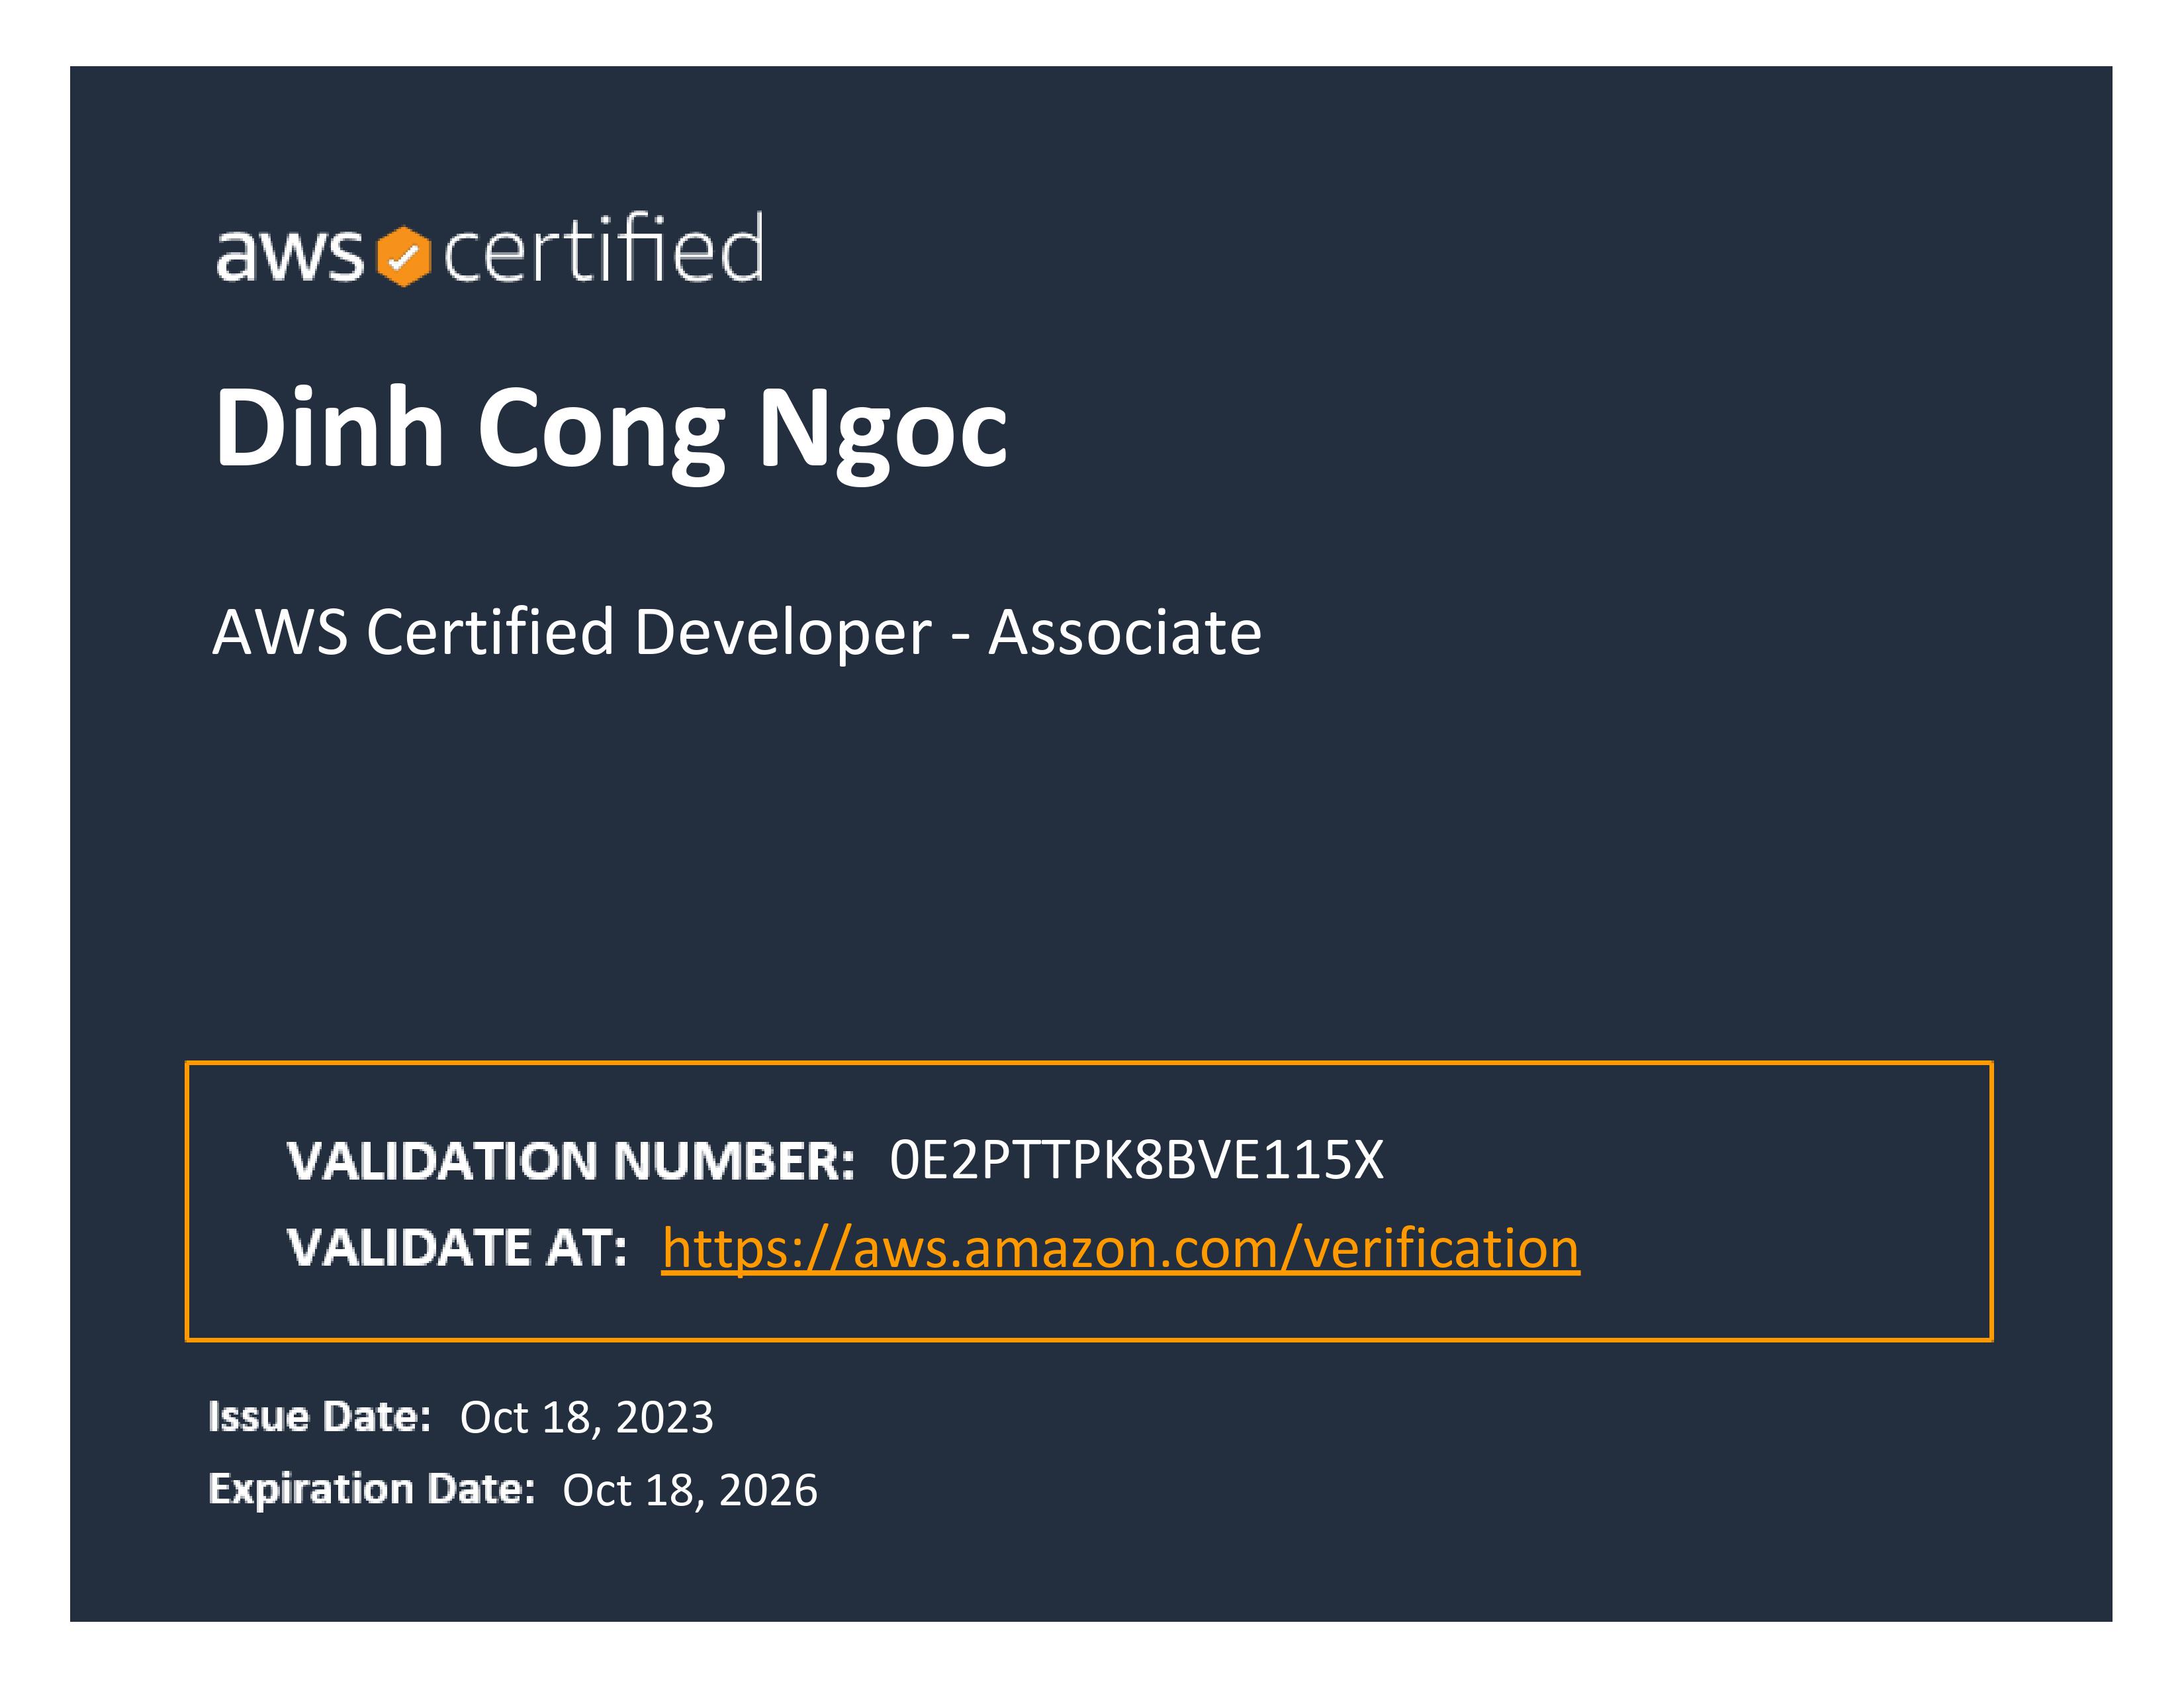 aws certified
Dinh Cong Ngoc
AWS Certified Developer - Associate
VALIDATION NUMBER: 0E2PTTPK8BVE115X
VALIDATE AT: https://aws.amazon.com/verification
Issue Date: Oct 18, 2023
Expiration Date: Oct 18, 2026